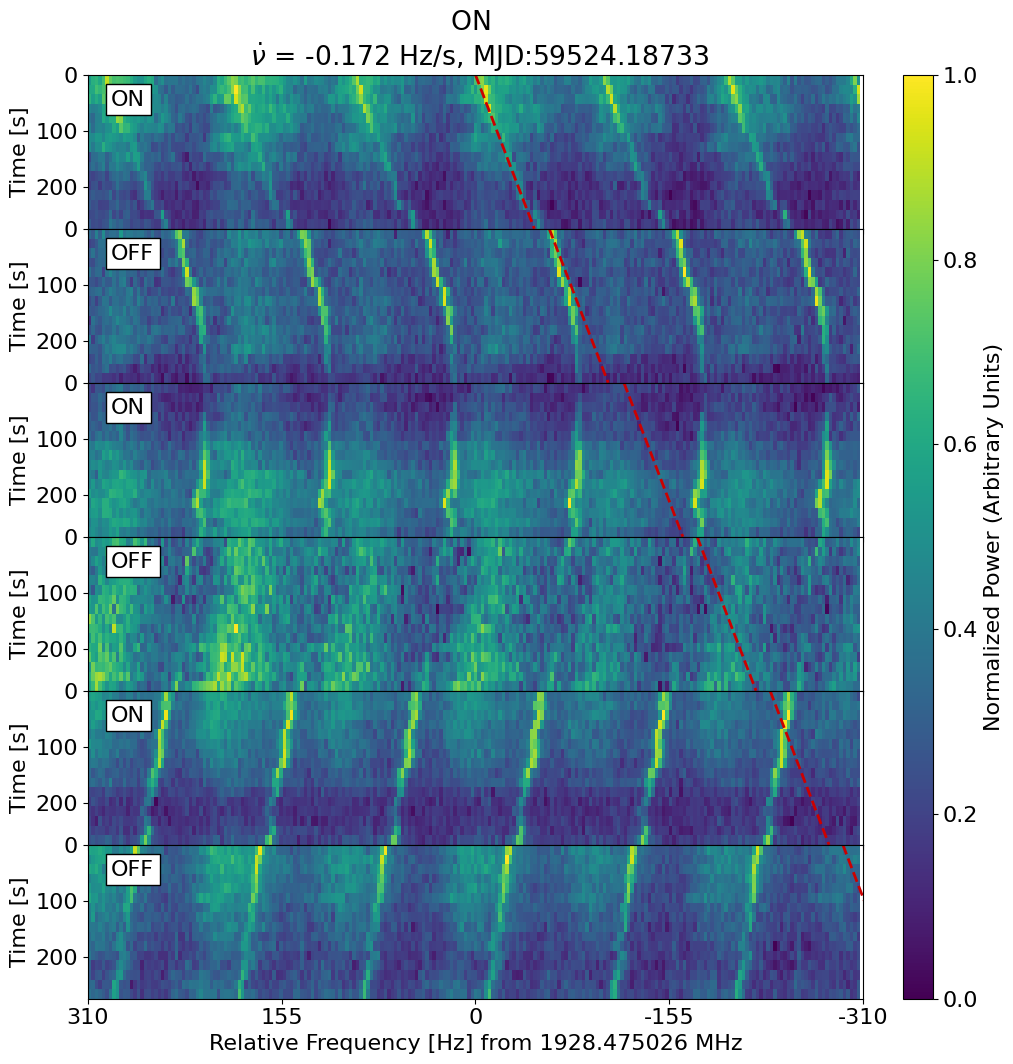 ON
ν̇ = -0.172 Hz/s, MJD:59524.18733
0
ON
100
Time [s]
200
0
OFF
100
Time [s]
200
0
ON
100
Time [s]
200
0
OFF
100
Time [s]
200
0
ON
100
Time [s]
200
0
OFF
100
Time [s]
200
310 155 0 -155 -310
Relative Frequency [Hz] from 1928.475026 MHz
1.0
0.8
0.6
0.4
0.2
0.0
Normalized Power (Arbitrary Units)